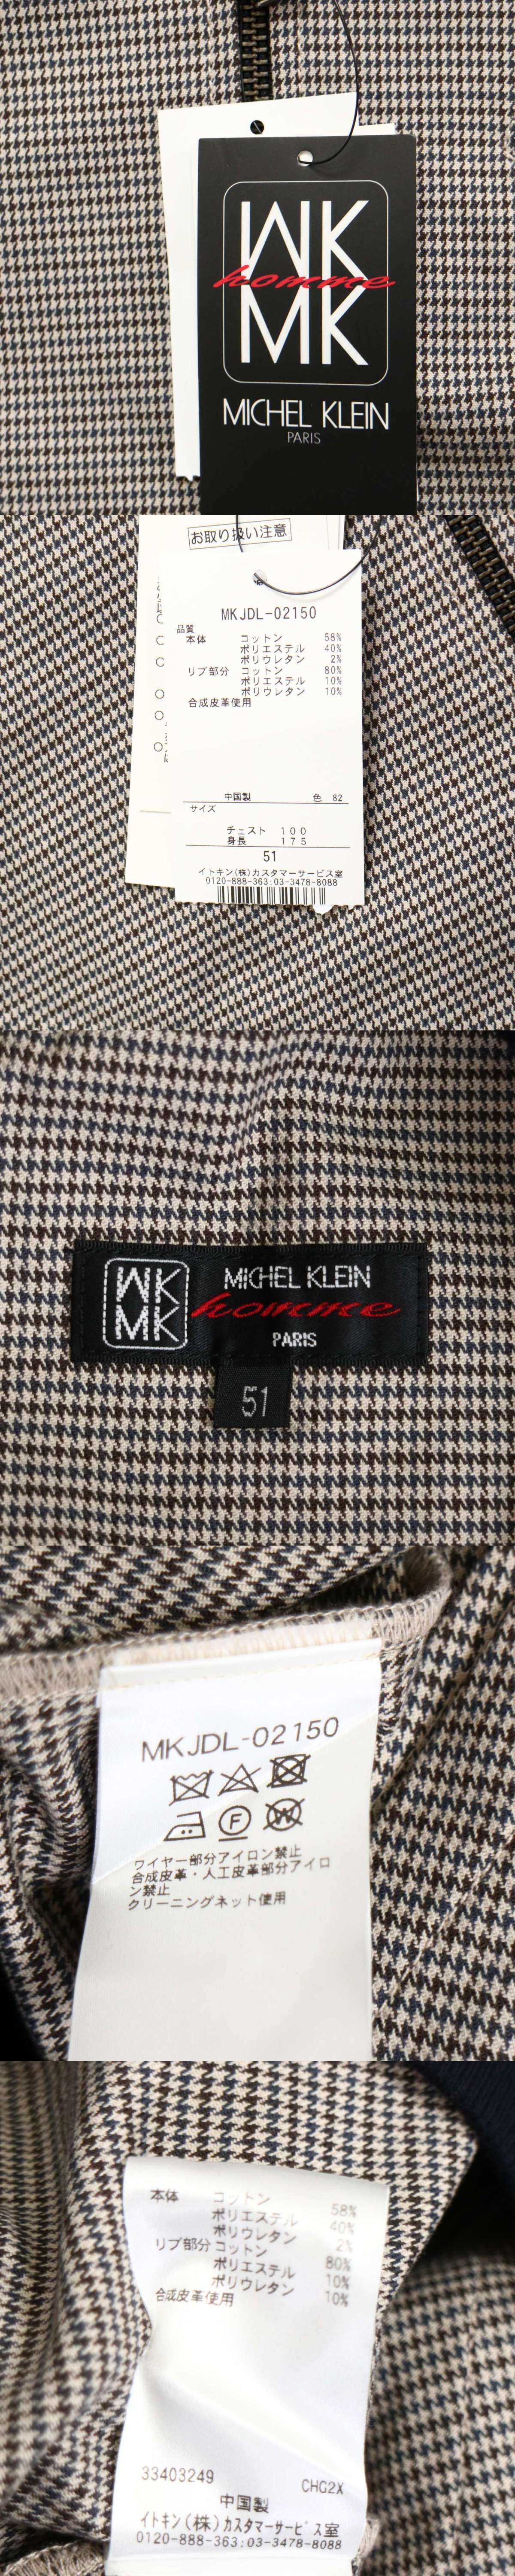 MK
homme
MK
MICHEL KLEIN
PARIS
お取り扱い注意
MKJDL-02150
品質
本体 コットン 58%
ポリエステル 40%
ポリウレタン 2%
リブ部分 コットン 80%
ポリエステル 10%
ポリウレタン 10%
合成皮革使用
中国製 色 82
サイズ
チェスト 100
身長 175
51
イトキン(株)カスタマーサービス室
0120-888-363:03-3478-8088
MK
MK
MICHEL KLEIN
homme
PARIS
51
MKJDL-02150
F
W
ワイヤー部分アイロン禁止
合成皮革・人工皮革部分アイロ
ン禁止
クリーニングネット使用
本体 コットン 58%
ポリエステル 40%
ポリウレタン 2%
リブ部分 コットン 80%
ポリエステル 10%
ポリウレタン 10%
合成皮革使用
33403249 CHG2X
中国製
イトキン(株)カスタマーサービス室
0120-888-363:03-3478-8088